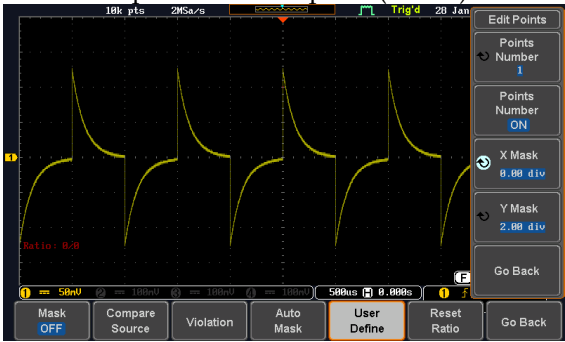 10k pts 2MSa/s Trig'd 28 Jan
Edit Points
Points
Number
1
Points
Number
ON
X Mask
0.00 div
Y Mask
2.00 div
Go Back
1
Ratio: 0/0
1 50mV 2 100mV 3 100mV 4 100mV 500us H 0.000s F 1
Mask
OFF
Compare
Source
Violation
Auto
Mask
User
Define
Reset
Ratio
Go Back